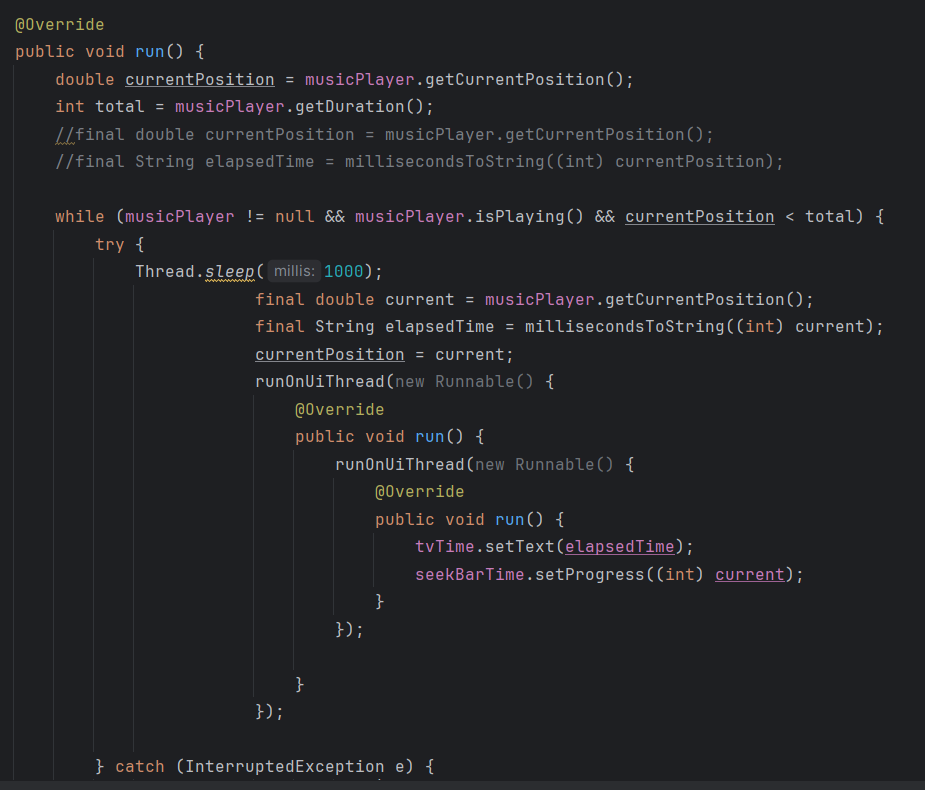 @Override
public void run() {
    double currentPosition = musicPlayer.getCurrentPosition();
    int total = musicPlayer.getDuration();
    //final double currentPosition = musicPlayer.getCurrentPosition();
    //final String elapsedTime = millisecondsToString((int) currentPosition);

    while (musicPlayer != null && musicPlayer.isPlaying() && currentPosition < total) {
        try {
            Thread.sleep( millis: 1000);
                        final double current = musicPlayer.getCurrentPosition();
                        final String elapsedTime = millisecondsToString((int) current);
                        currentPosition = current;
                        runOnUiThread(new Runnable() {
                            @Override
                            public void run() {
                                runOnUiThread(new Runnable() {
                                    @Override
                                    public void run() {
                                        tvTime.setText(elapsedTime);
                                        seekBarTime.setProgress((int) current);
                                    }
                                });

                            }
                        });

        } catch (InterruptedException e) {